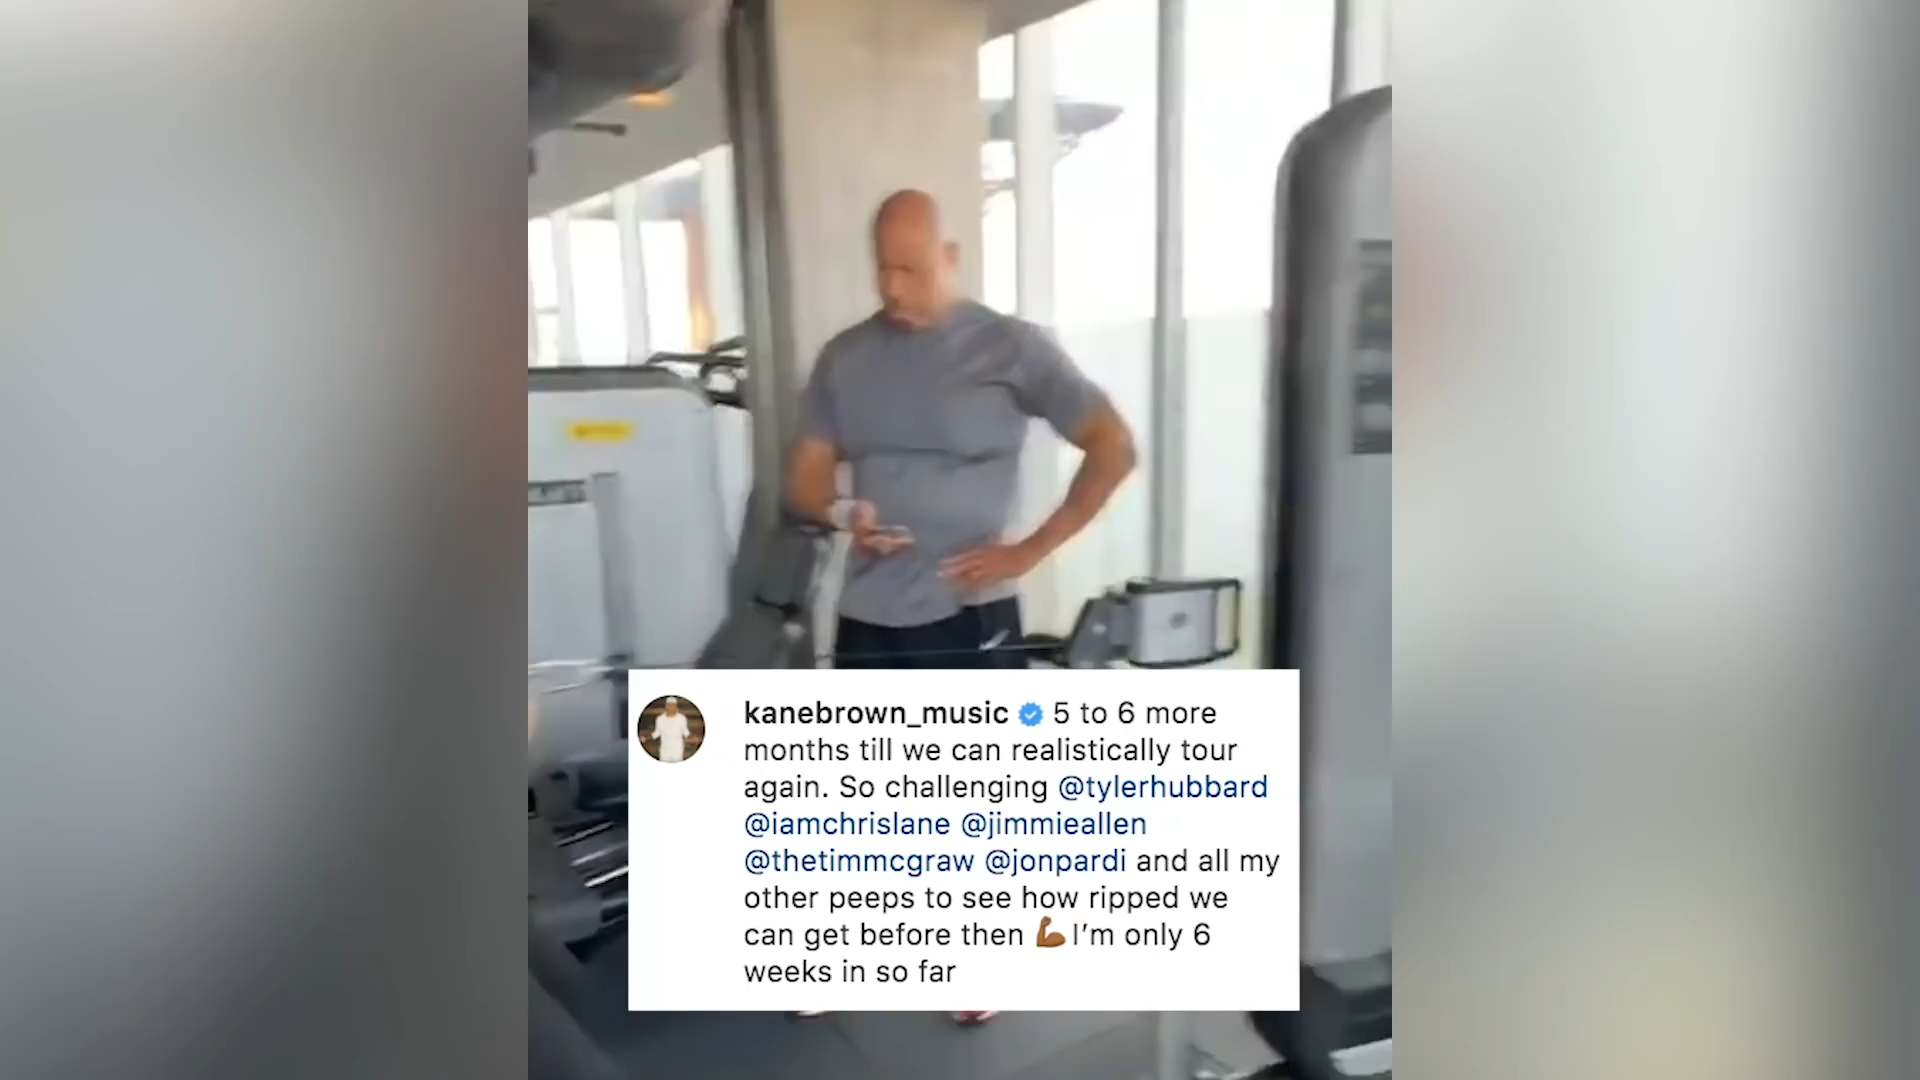 kanebrown_music 5 to 6 more
months till we can realistically tour
again. So challenging @tylerhubbard
@iamchrislane @jimmieallen
@thetimmcgraw @jonpardi and all my
other peeps to see how ripped we
can get before then 💪🏾I’m only 6
weeks in so far